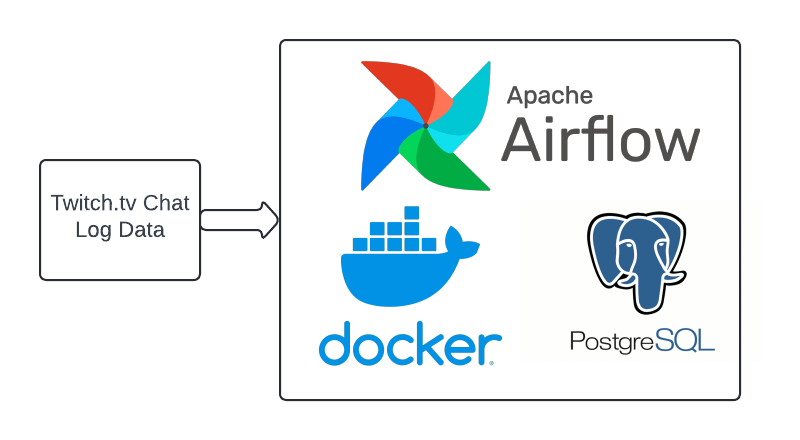 Twitch.tv Chat
Log Data
Apache
Airflow
docker
PostgreSQL